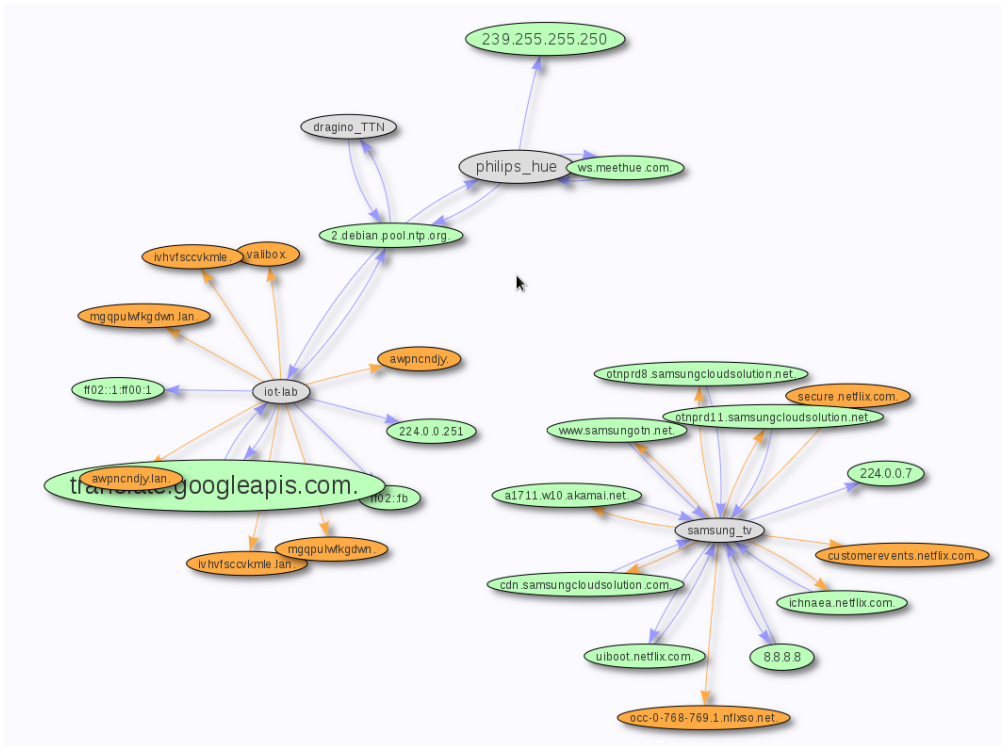 239.255.255.250
dragino_TTN
philips_hue
ws.meethue.com.
2.debian.pool.ntp.org.
ivhvfsccvkmle.
valibox.
mgqpulwfkgdwn.lan.
awpncndjy.
ff02::1:ff00:1
iot-lab
224.0.0.251
awpncndjy.lan.
translate.googleapis.com.
ff02::fb
ivhvfsccvkmle.lan.
mgqpulwfkgdwn.
otnprd8.samsungcloudsolution.net.
secure.netflix.com.
otnprd11.samsungcloudsolution.net.
www.samsungotn.net.
224.0.0.7
a1711.w10.akamai.net.
samsung_tv
customerevents.netflix.com.
cdn.samsungcloudsolution.com.
ichnaea.netflix.com.
uiboot.netflix.com.
8.8.8.8
occ-0-768-769.1.nflxso.net.